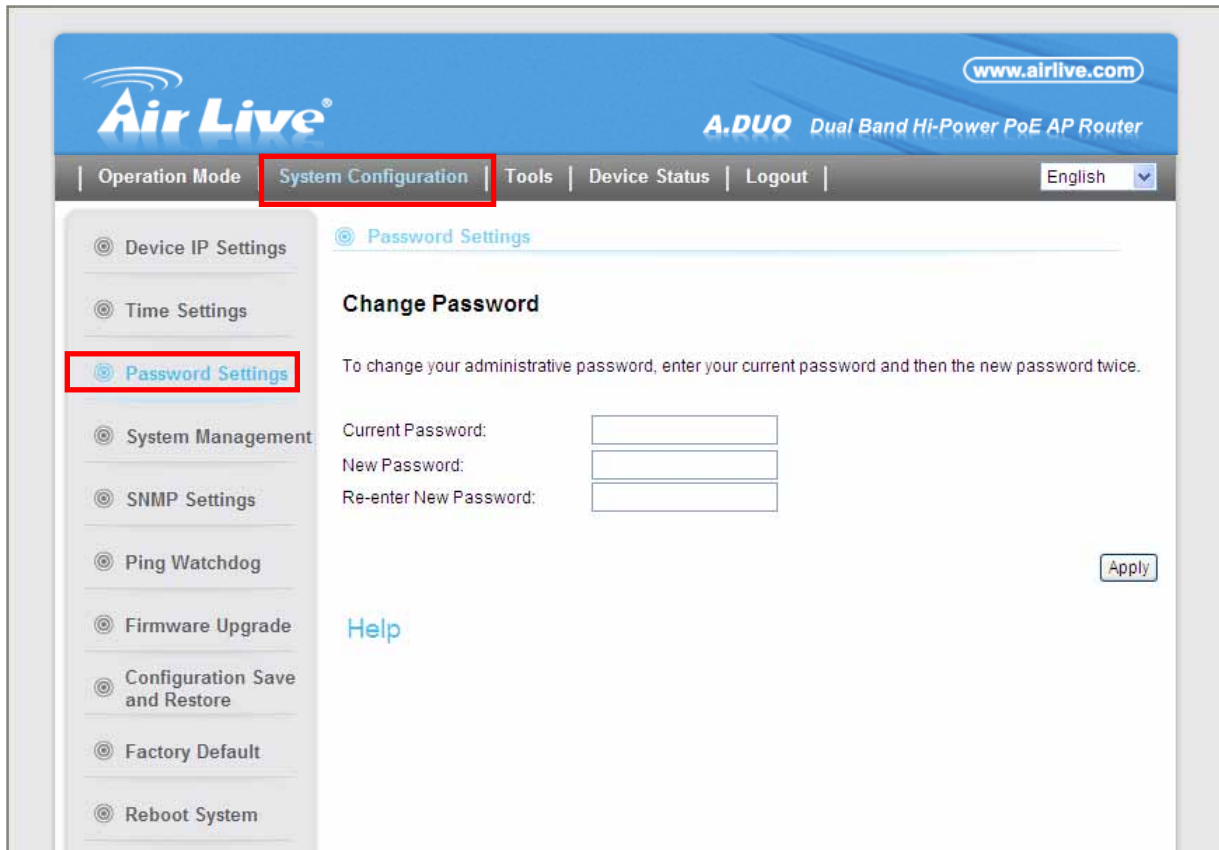 www.airlive.com
Air Live®
A.DUO Dual Band Hi-Power PoE AP Router
| Operation Mode | System Configuration | Tools | Device Status | Logout | English
Device IP Settings
Time Settings
Password Settings
System Management
SNMP Settings
Ping Watchdog
Firmware Upgrade
Configuration Save
and Restore
Factory Default
Reboot System
Password Settings
Change Password
To change your administrative password, enter your current password and then the new password twice.
Current Password:
New Password:
Re-enter New Password:
Apply
Help